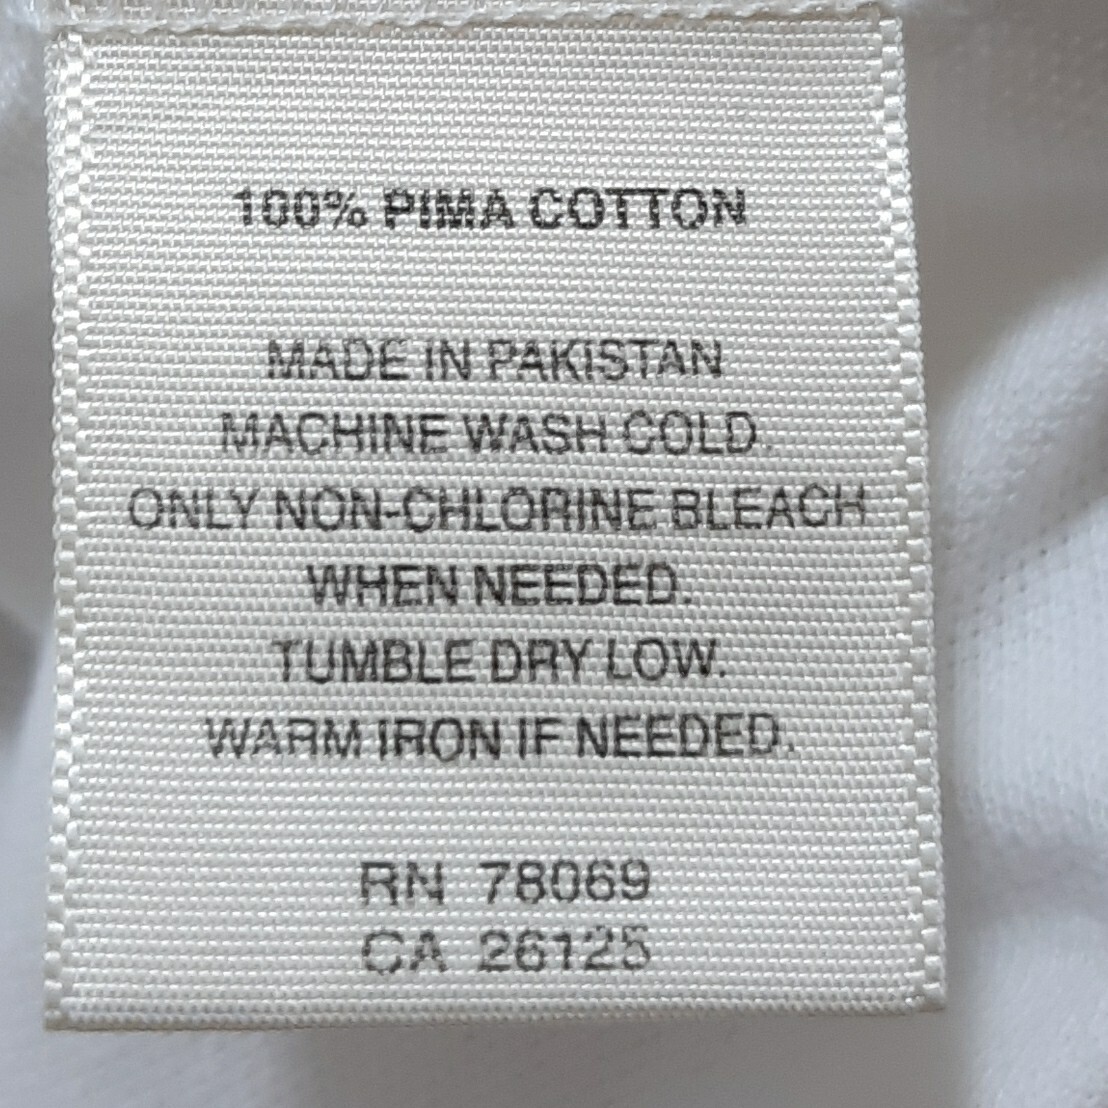 100% PIMA COTTON
MADE IN PAKISTAN
MACHINE WASH COLD.
ONLY NON-CHLORINE BLEACH
WHEN NEEDED.
TUMBLE DRY LOW.
WARM IRON IF NEEDED.
RN 78069
CA 26125